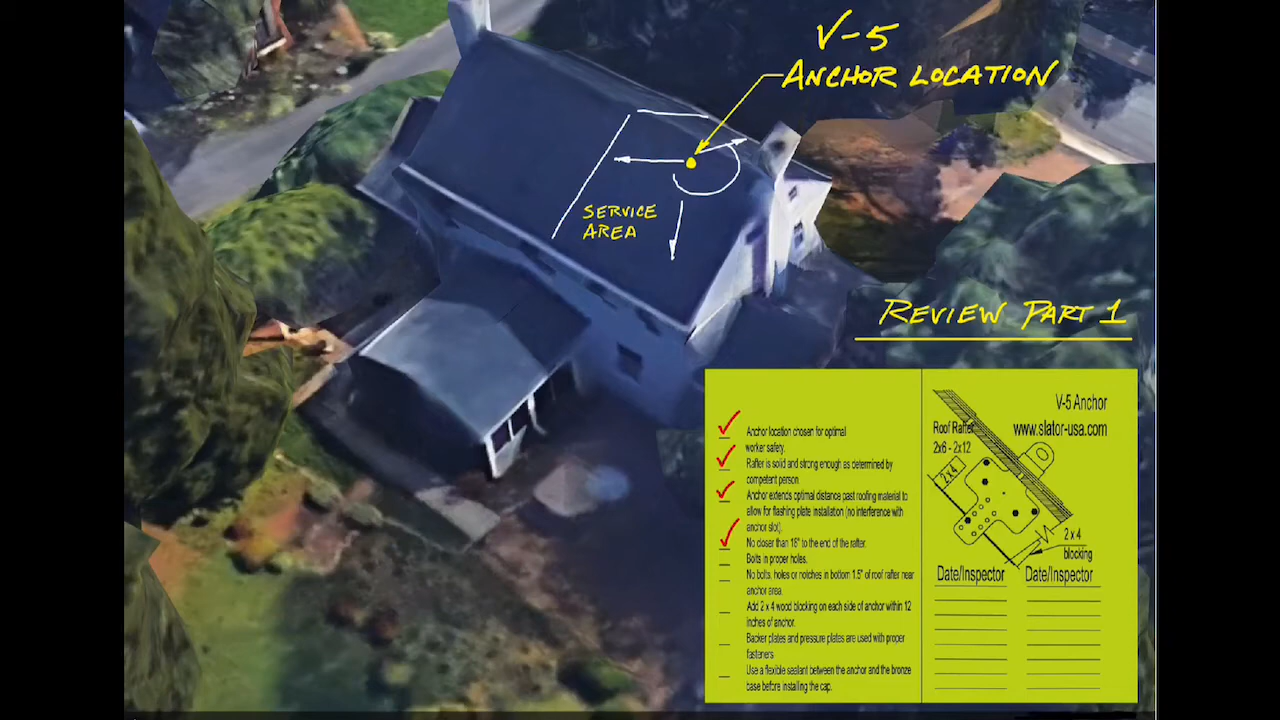 V-5
ANCHOR LOCATION
SERVICE
AREA
REVIEW PART 1
Anchor location chosen for optimal
worker safety.
Rafter is solid and strong enough as determined by
competent person.
Anchor extends optimal distance past roofing material to
allow for flashing plate installation (no interference with
anchor slot).
No closer than 18" to the end of the rafter.
Bolts in proper holes.
No bolts, holes or notches in bottom 1.5" of roof rafter near
anchor area.
Add 2 x 4 wood blocking on each side of anchor within 12
inches of anchor.
Backer plates and pressure plates are used with proper
fasteners
Use a flexible sealant between the anchor and the bronze
base before installing the cap.
V-5 Anchor
www.slator-usa.com
Roof Rafter
2x6 - 2x12
2x4
2 x 4
blocking
Date/Inspector Date/Inspector